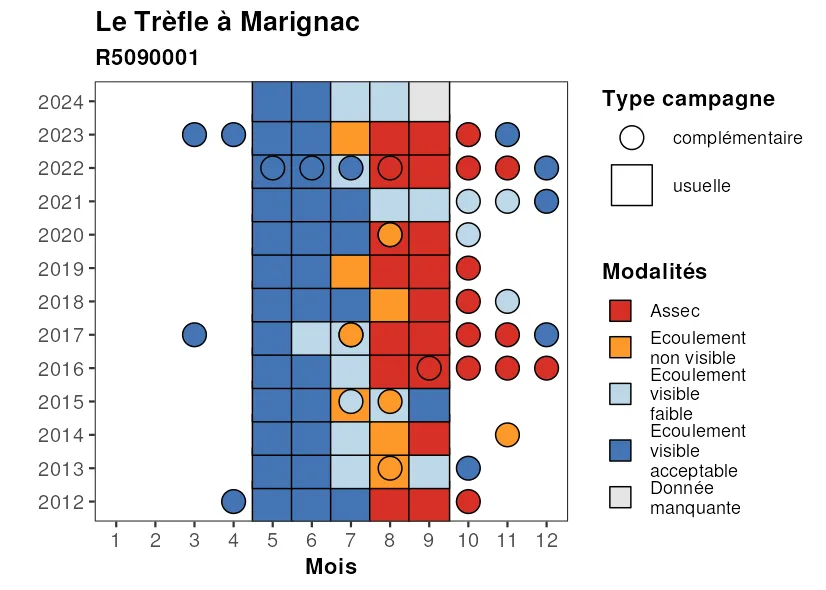 Le Trèfle à Marignac
R5090001
2024
2023
2022
2021
2020
2019
2018
2017
2016
2015
2014
2013
2012
1 2 3 4 5 6 7 8 9 10 11 12
Mois
Type campagne
complémentaire
usuelle
Modalités
Assec
Ecoulement
non visible
Ecoulement
visible
faible
Ecoulement
visible
acceptable
Donnée
manquante